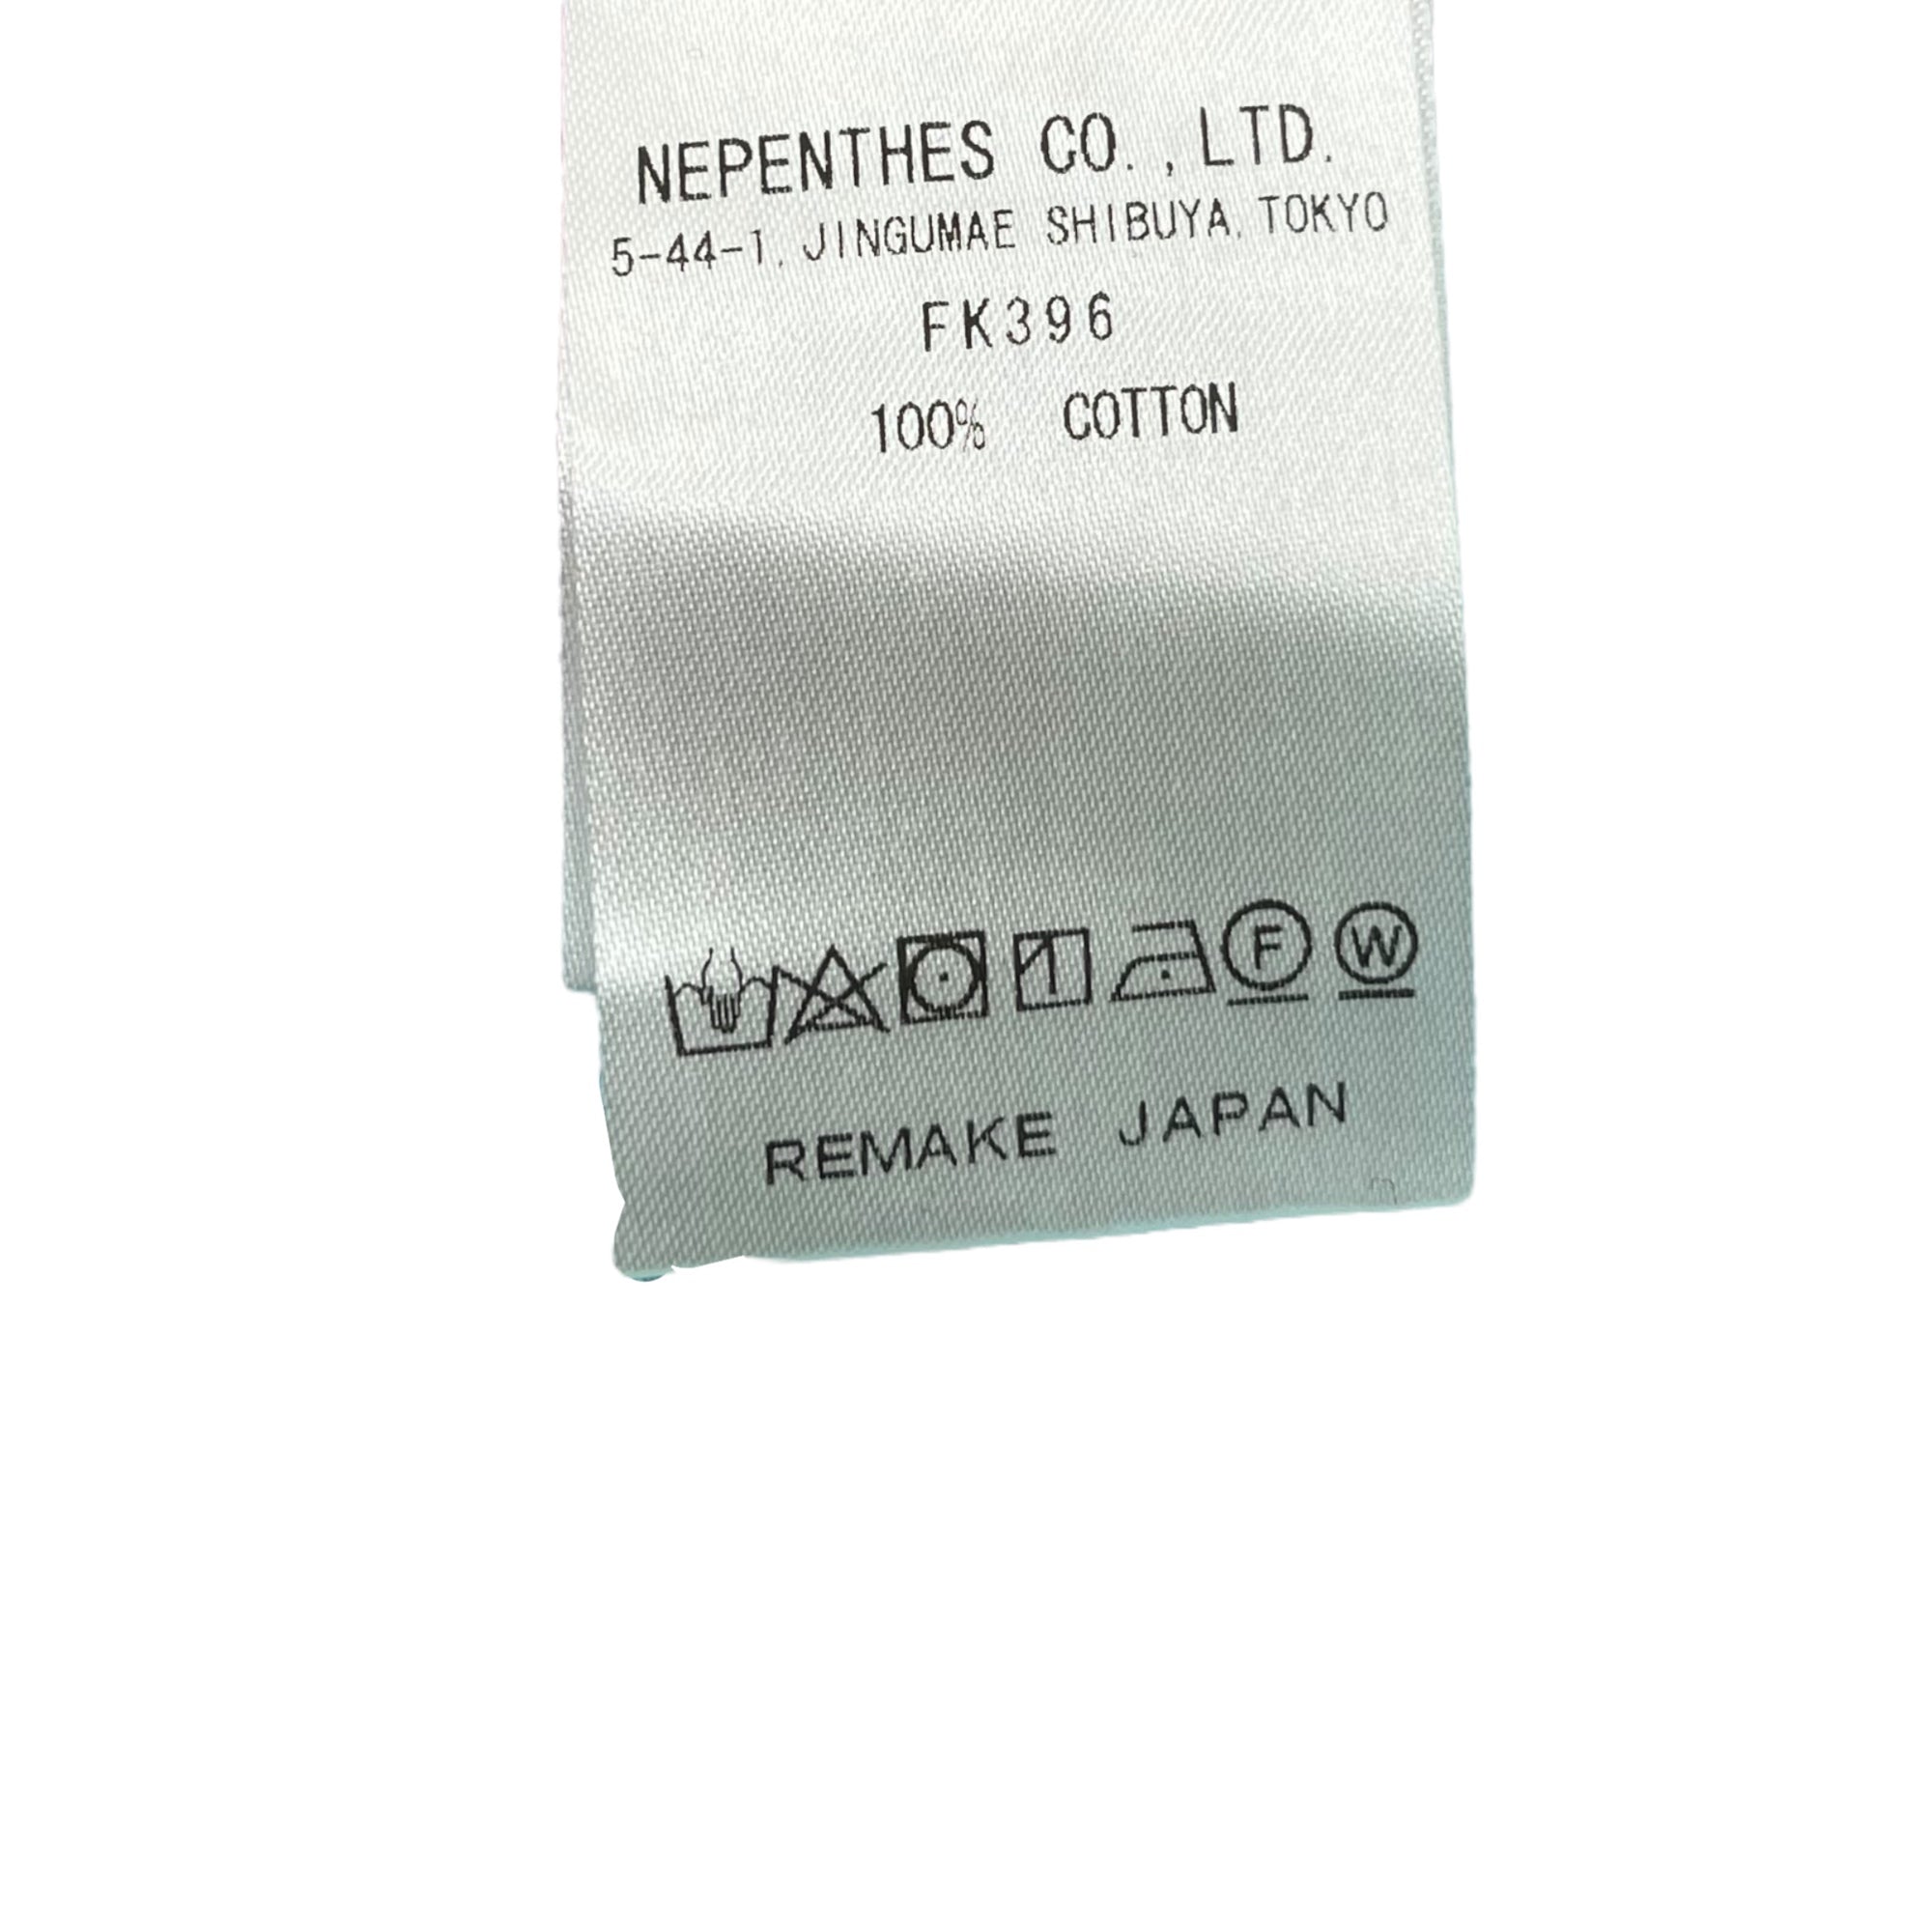 NEPENTHES CO.,LTD.
5-44-1, JINGUMAE SHIBUYA, TOKYO
FK396
100% COTTON
F W
REMAKE JAPAN